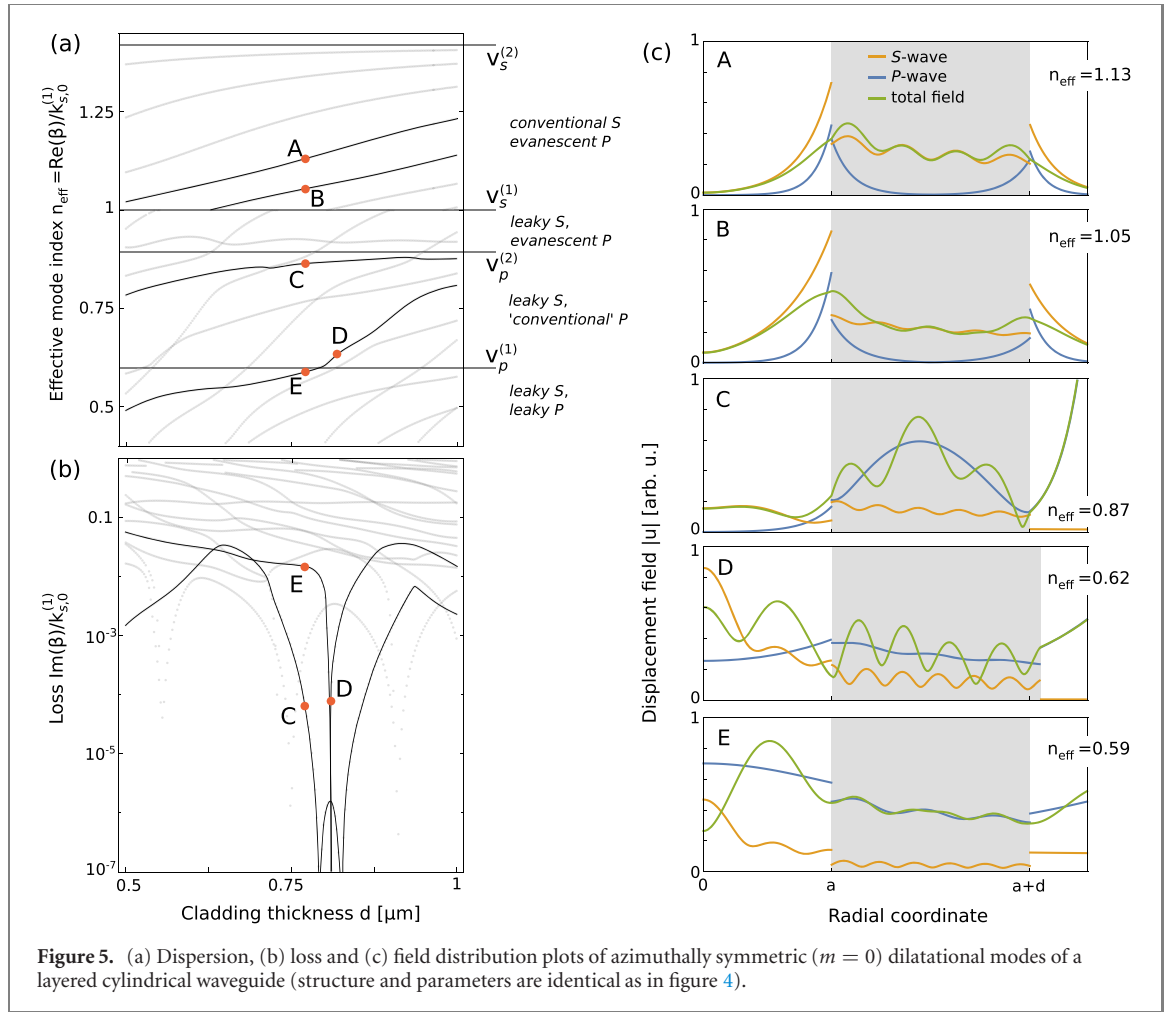 (a)
Effective mode index n_eff =Re(β)/k_s,0^(1)
1.25
1
0.75
0.5
A
B
C
D
E
v_s^(2)
conventional S
evanescent P
v_s^(1)
leaky S,
evanescent P
v_p^(2)
leaky S,
'conventional' P
v_p^(1)
leaky S,
leaky P
(b)
Loss Im(β)/k_s,0^(1)
0.1
10^-3
10^-5
10^-7
E
C
D
0.5
0.75
1
Cladding thickness d [µm]
(c)
Displacement field |u| [arb. u.]
1
A
S-wave
P-wave
total field
n_eff =1.13
0
1
B
n_eff =1.05
0
1
C
n_eff =0.87
0
1
D
n_eff =0.62
0
1
E
n_eff =0.59
0
0
a
a+d
Radial coordinate
Figure 5. (a) Dispersion, (b) loss and (c) field distribution plots of azimuthally symmetric (m = 0) dilatational modes of a
layered cylindrical waveguide (structure and parameters are identical as in figure 4).